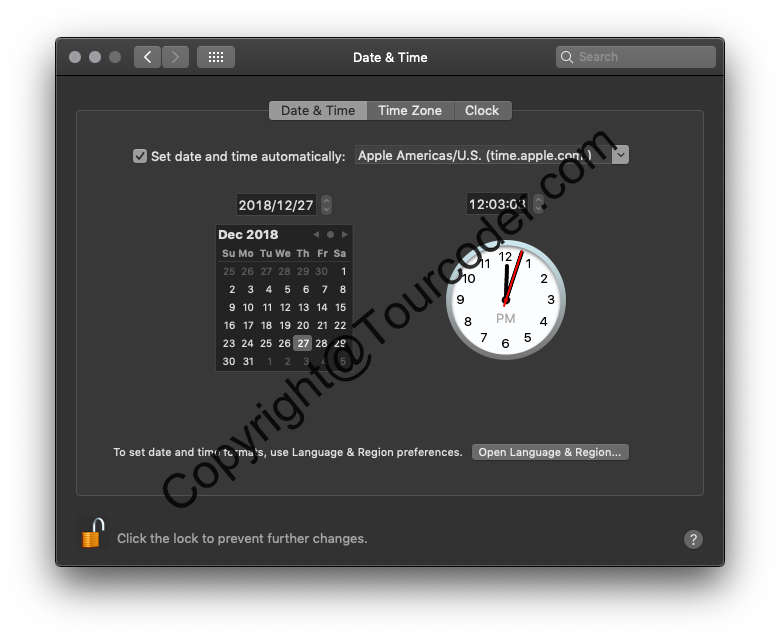 Date & Time
Search
Date & Time Time Zone Clock
Set date and time automatically: Apple Americas/U.S. (time.apple.com)
2018/12/27
12:03:03
Dec 2018
Su Mo Tu We Th Fr Sa
25 26 27 28 29 30 1
2 3 4 5 6 7 8
9 10 11 12 13 14 15
16 17 18 19 20 21 22
23 24 25 26 27 28 29
30 31 1 2 3 4 5
12
11 1
10 2
9 3
PM
8 4
7 5
6
To set date and time formats, use Language & Region preferences. Open Language & Region...
Click the lock to prevent further changes. ?
Copyright@Tourcoder.com